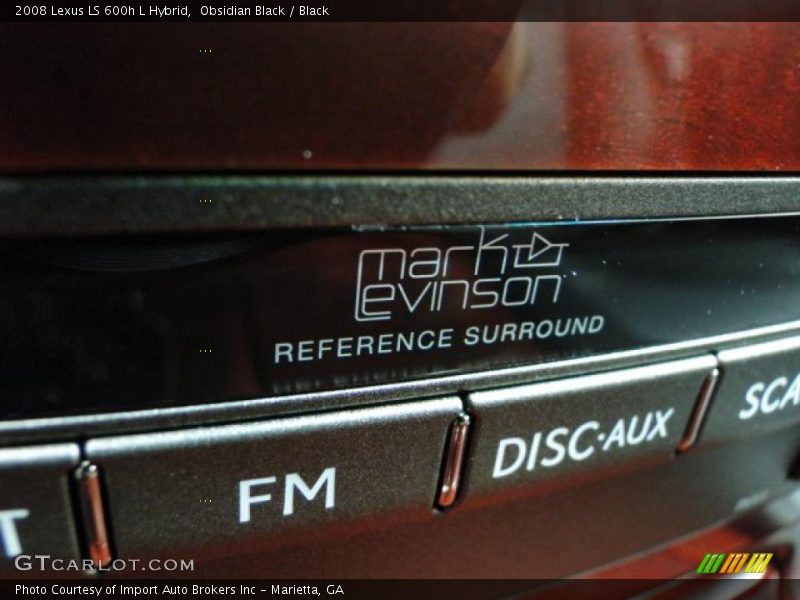 2008 Lexus LS 600h L Hybrid,  Obsidian Black / Black
mark
Levinson
REFERENCE SURROUND
T FM DISC·AUX SCA
GTCARLOT.COM
Photo Courtesy of Import Auto Brokers Inc – Marietta, GA